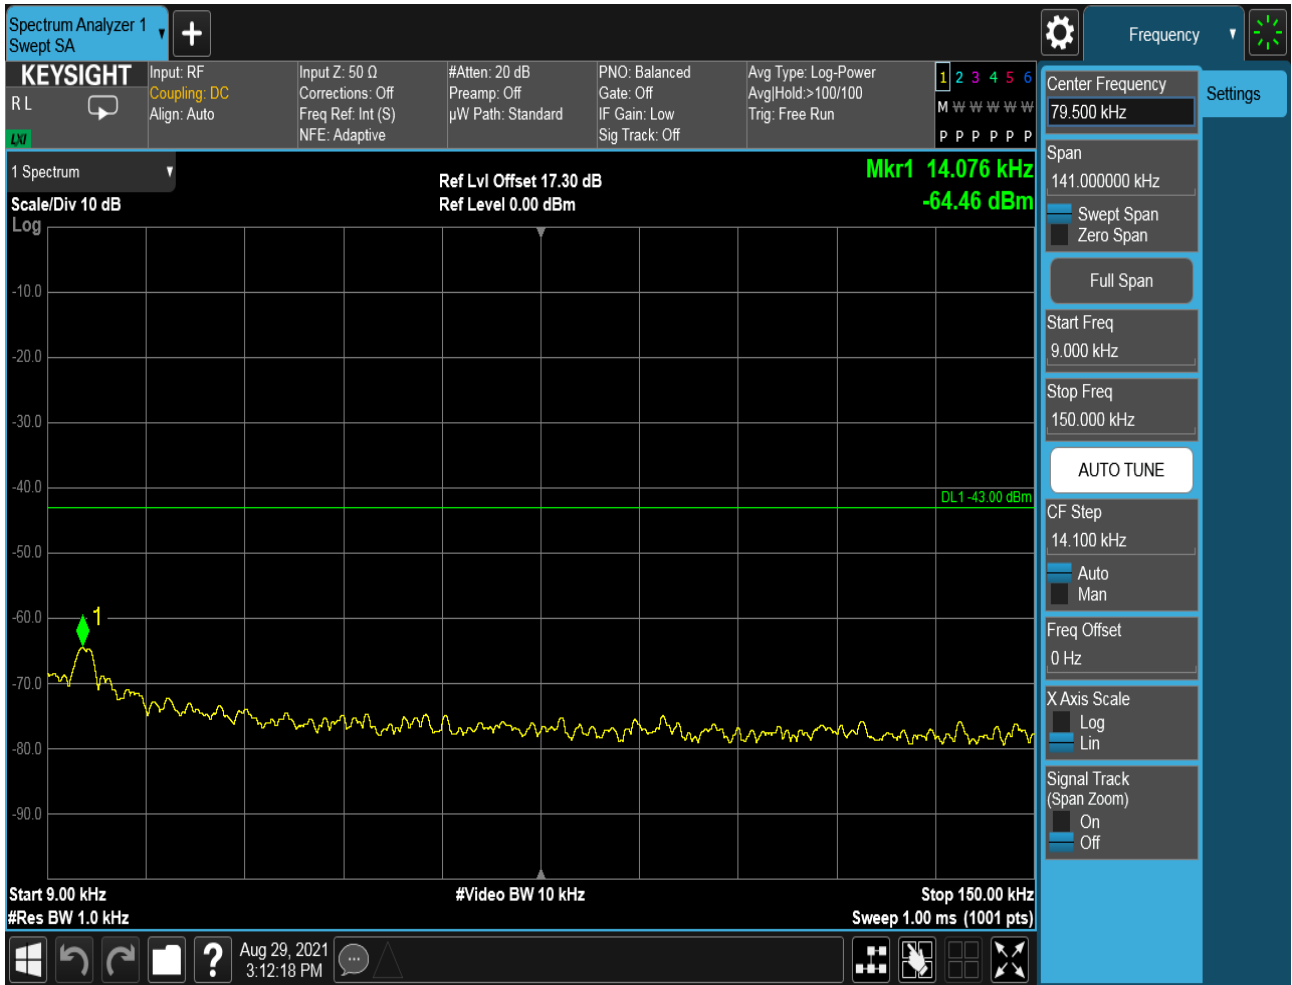 Spectrum Analyzer 1
Swept SA
Frequency
KEYSIGHT
R L
LXI
Input: RF
Coupling: DC
Align: Auto
Input Z: 50 Ω
Corrections: Off
Freq Ref: Int (S)
NFE: Adaptive
#Atten: 20 dB
Preamp: Off
µW Path: Standard
PNO: Balanced
Gate: Off
IF Gain: Low
Sig Track: Off
Avg Type: Log-Power
Avg|Hold:>100/100
Trig: Free Run
1 2 3 4 5 6
M W W W W W
P P P P P P
1 Spectrum
Scale/Div 10 dB
Log
Ref Lvl Offset 17.30 dB
Ref Level 0.00 dBm
Mkr1 14.076 kHz
-64.46 dBm
-10.0
-20.0
-30.0
-40.0
DL1 -43.00 dBm
-50.0
-60.0
1
-70.0
-80.0
-90.0
Start 9.00 kHz
#Res BW 1.0 kHz
#Video BW 10 kHz
Stop 150.00 kHz
Sweep 1.00 ms (1001 pts)
Center Frequency
79.500 kHz
Settings
Span
141.000000 kHz
Swept Span
Zero Span
Full Span
Start Freq
9.000 kHz
Stop Freq
150.000 kHz
AUTO TUNE
CF Step
14.100 kHz
Auto
Man
Freq Offset
0 Hz
X Axis Scale
Log
Lin
Signal Track
(Span Zoom)
On
Off
?
Aug 29, 2021
3:12:18 PM